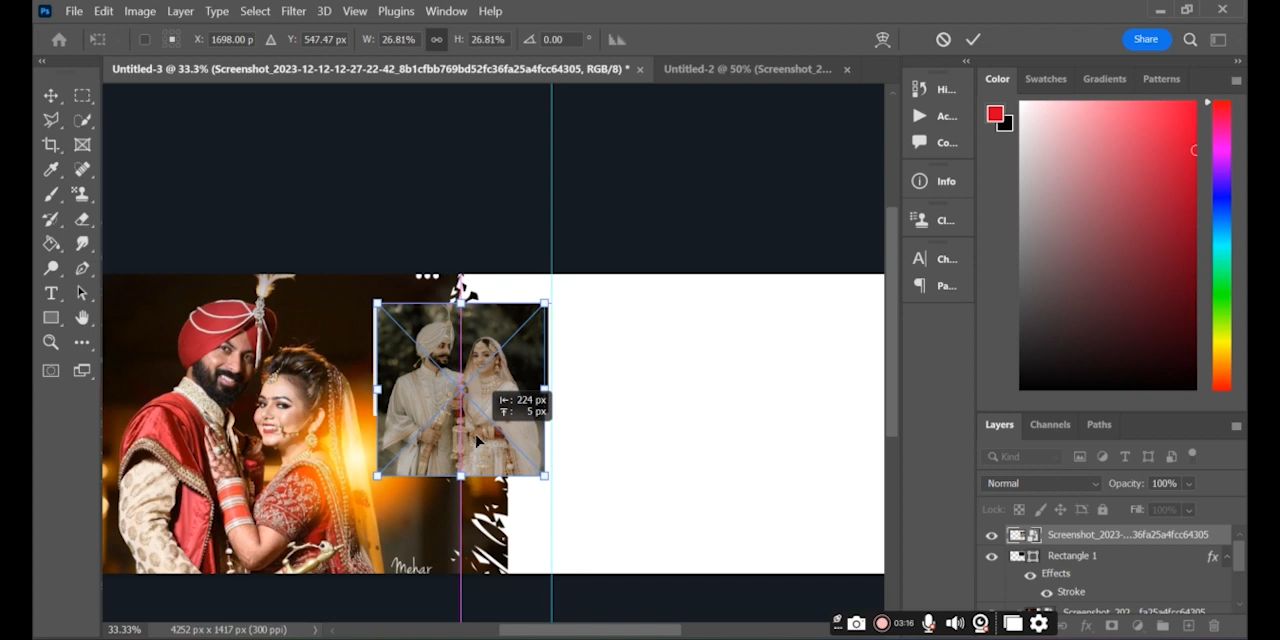 Ps File Edit Image Layer Type Select Filter 3D View Plugins Window Help
X: 1698.00 p Y: 547.47 px W: 26.81% H: 26.81% 0.00 ° Share
Untitled-3 @ 33.3% (Screenshot_2023-12-12-12-27-22-42_8b1cfbb769bd52fc36fa25a4fcc64305, RGB/8) * × Untitled-2 @ 50% (Screenshot_2... ×
Color Swatches Gradients Patterns
Hi...
Ac...
Co...
Info
Cl...
Ch...
Pa...
224 px
5 px
Mehar
Layers Channels Paths
Kind
Normal Opacity: 100%
Lock: Fill: 100%
Screenshot_2023-...36fa25a4fcc64305
Rectangle 1 fx
Effects
Stroke
33.33% 4252 px x 1417 px (300 ppi)
03:16